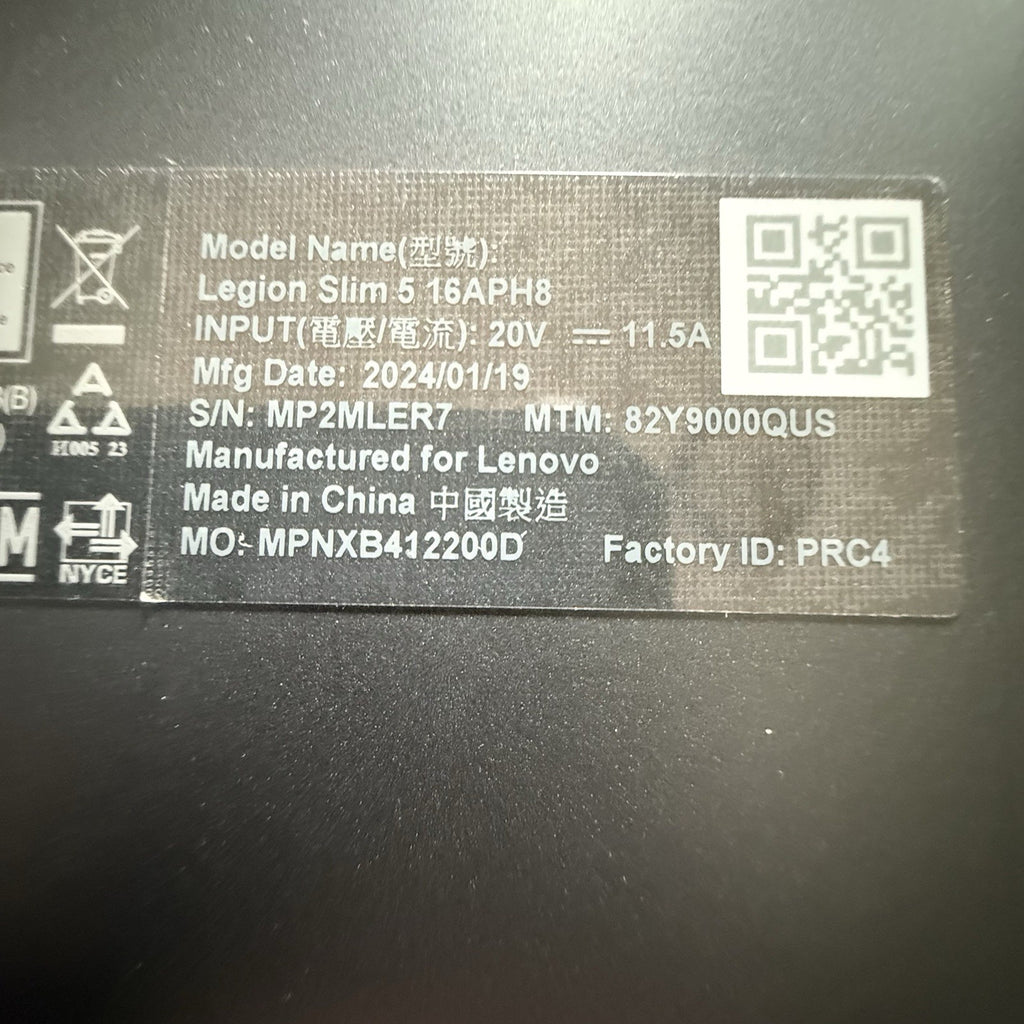 Model Name(型號):
Legion Slim 5 16APH8
INPUT(電壓/電流): 20V ⎓ 11.5A
Mfg Date: 2024/01/19
S/N: MP2MLER7 MTM: 82Y9000QUS
Manufactured for Lenovo
Made in China 中國製造
MO: MPNXB412200D Factory ID: PRC4
A
H005 23
(B)
M
NYCE